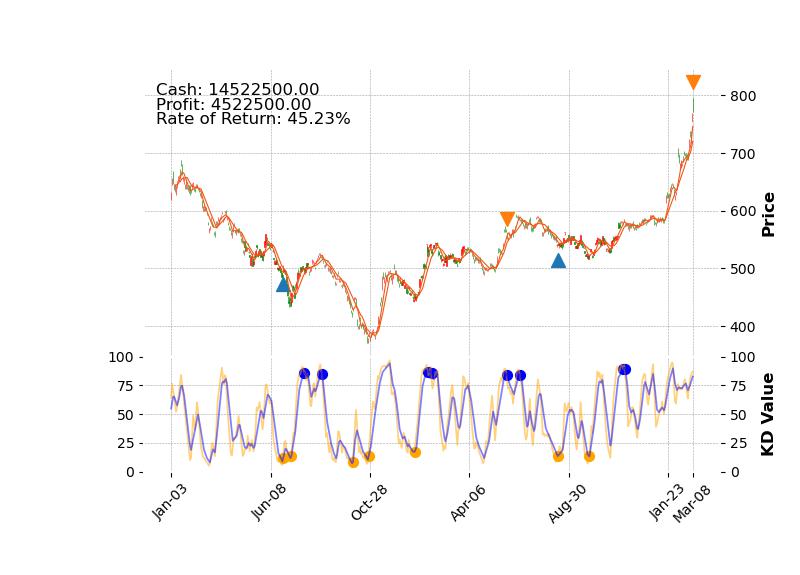 Cash: 14522500.00
Profit: 4522500.00
Rate of Return: 45.23%
800
700
600
500
400
Price
100
75
50
25
0
100
75
50
25
0
KD Value
Jan-03
Jun-08
Oct-28
Apr-06
Aug-30
Jan-23
Mar-08